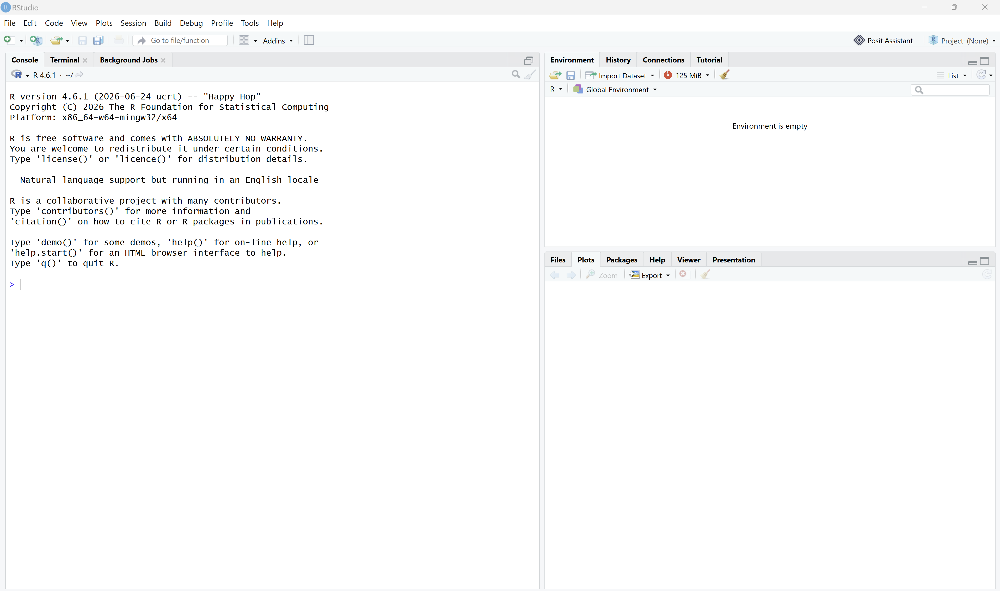 R RStudio
File Edit Code View Plots Session Build Debug Profile Tools Help
Go to file/function Addins Posit Assistant Project: (None)
Console Terminal Background Jobs
R 4.6.1 · ~/
R version 4.6.1 (2026-06-24 ucrt) -- "Happy Hop"
Copyright (C) 2026 The R Foundation for Statistical Computing
Platform: x86_64-w64-mingw32/x64
R is free software and comes with ABSOLUTELY NO WARRANTY.
You are welcome to redistribute it under certain conditions.
Type 'license()' or 'licence()' for distribution details.
Natural language support but running in an English locale
R is a collaborative project with many contributors.
Type 'contributors()' for more information and
'citation()' on how to cite R or R packages in publications.
Type 'demo()' for some demos, 'help()' for on-line help, or
'help.start()' for an HTML browser interface to help.
Type 'q()' to quit R.
>
Environment History Connections Tutorial
Import Dataset 125 MiB List
R Global Environment
Environment is empty
Files Plots Packages Help Viewer Presentation
Zoom Export